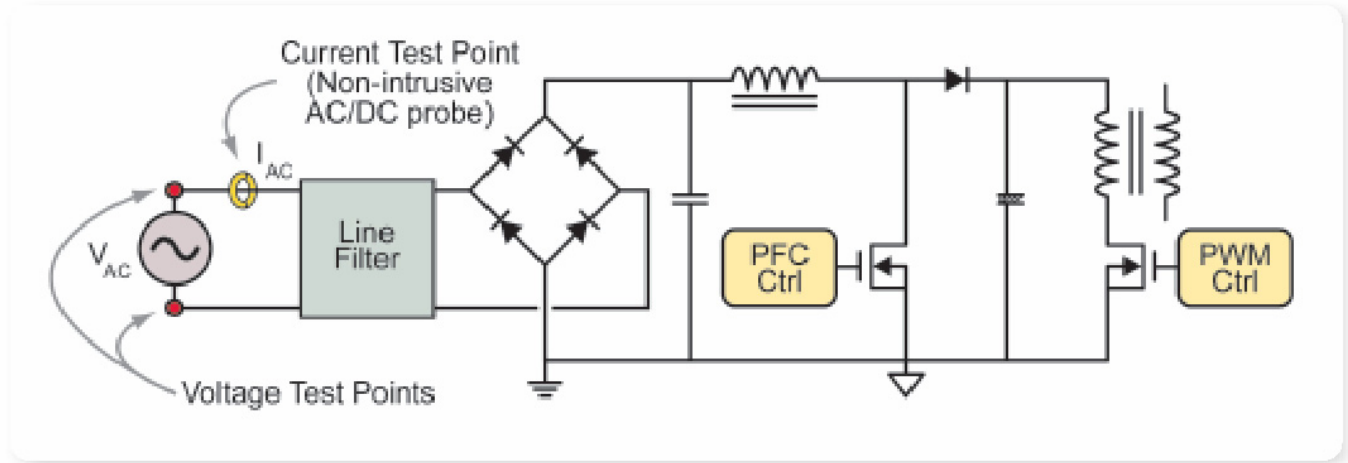 Current Test Point
(Non-intrusive
AC/DC probe)
I AC
V AC
Line
Filter
PFC
Ctrl
PWM
Ctrl
Voltage Test Points